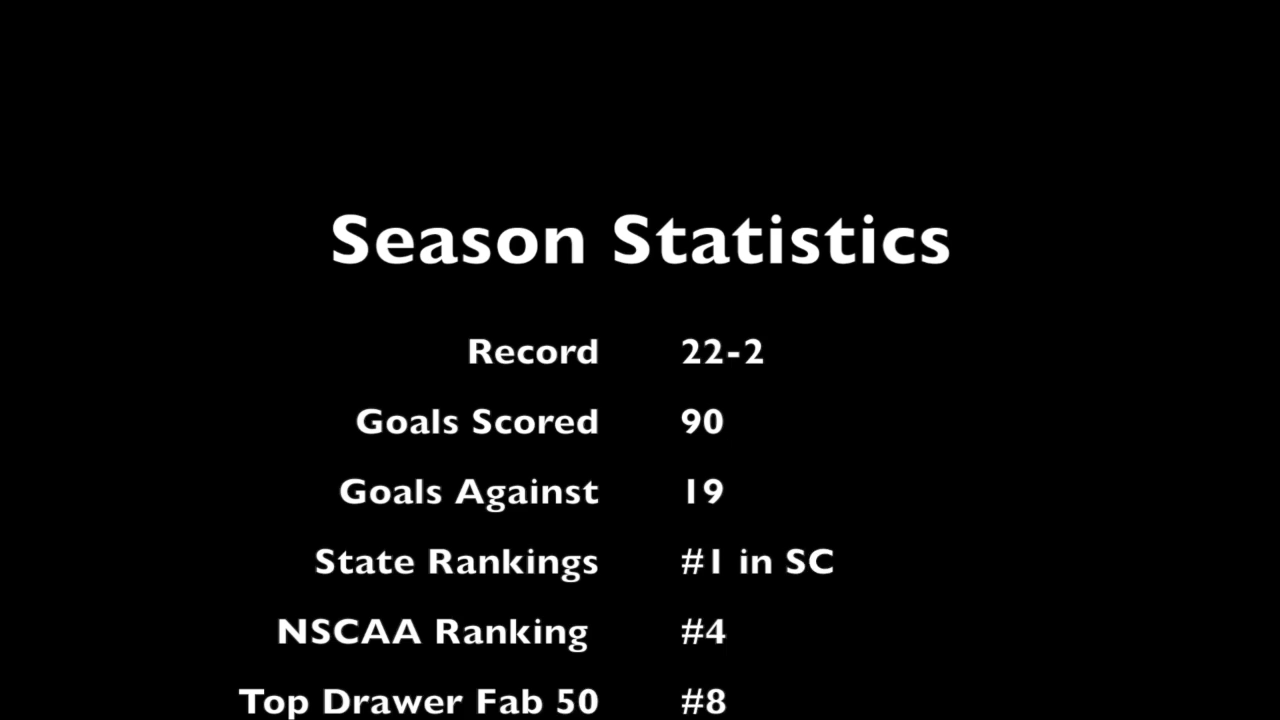 Season Statistics
Record 22-2
Goals Scored 90
Goals Against 19
State Rankings #1 in SC
NSCAA Ranking #4
Top Drawer Fab 50 #8